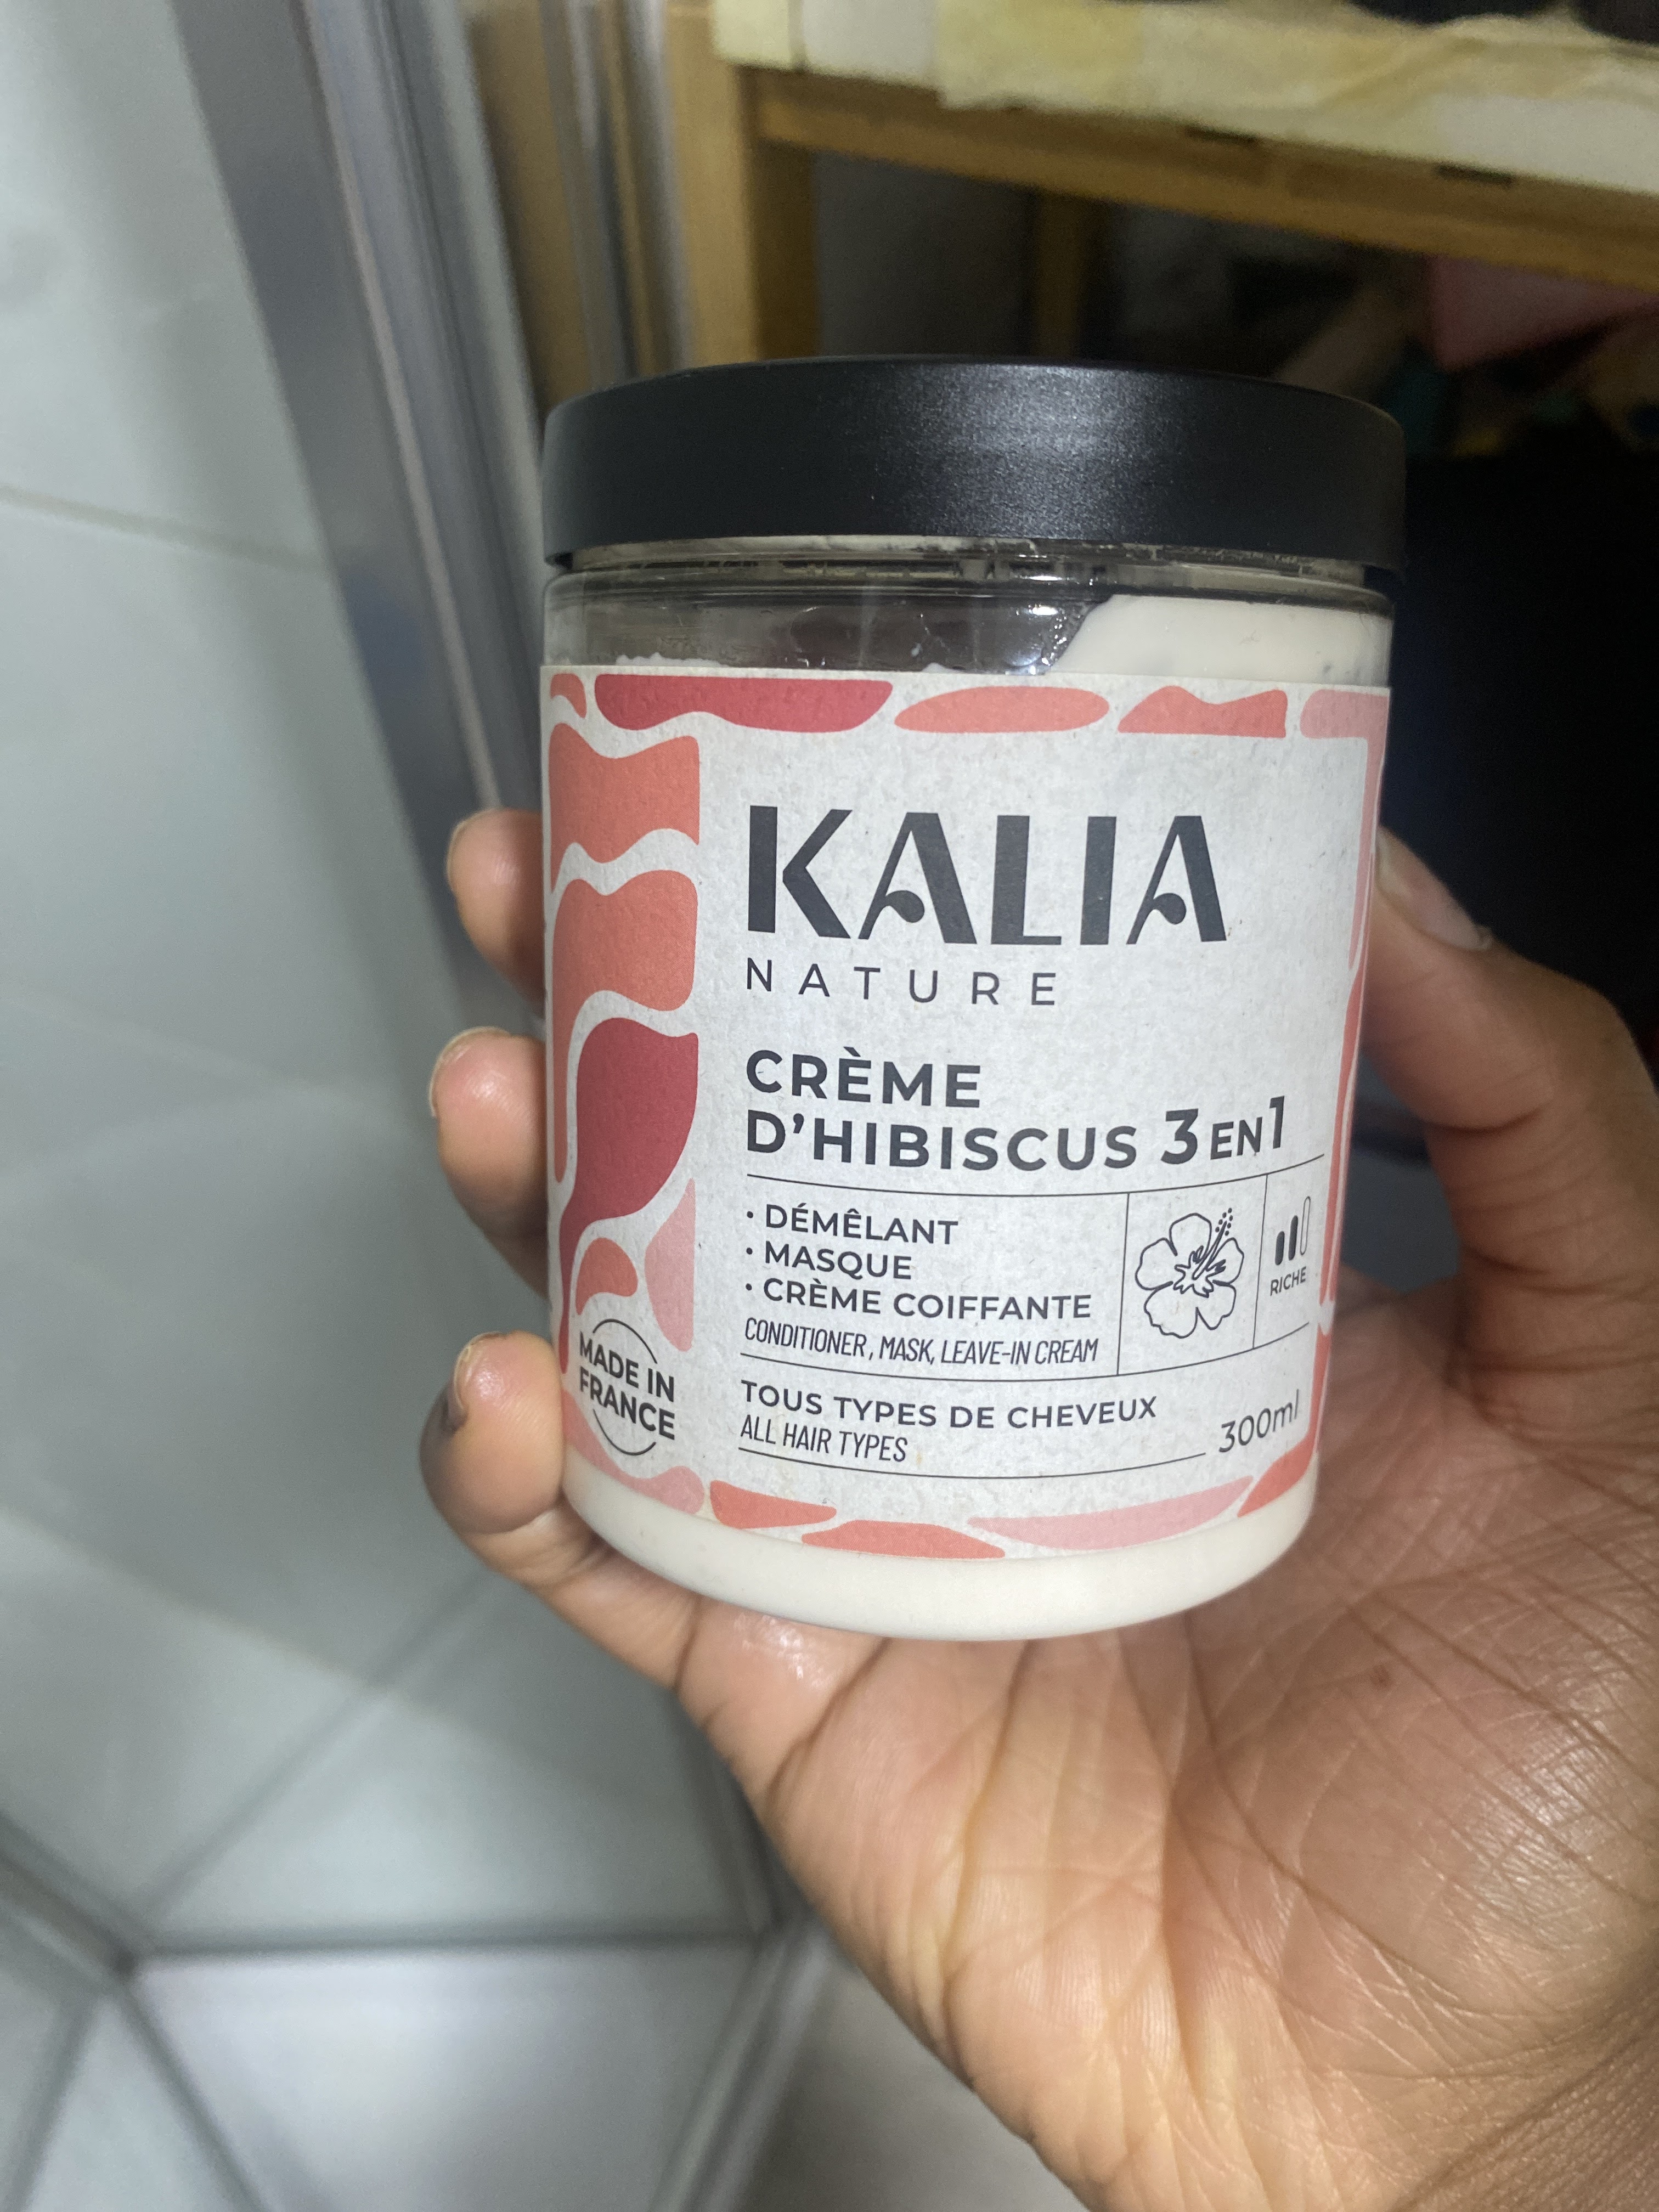 KALIA
NATURE
CRÈME
D'HIBISCUS 3 EN 1
• DÉMÊLANT
• MASQUE
• CRÈME COIFFANTE
CONDITIONER, MASK, LEAVE-IN CREAM
RICHE
TOUS TYPES DE CHEVEUX
ALL HAIR TYPES
300ml
MADE IN
FRANCE